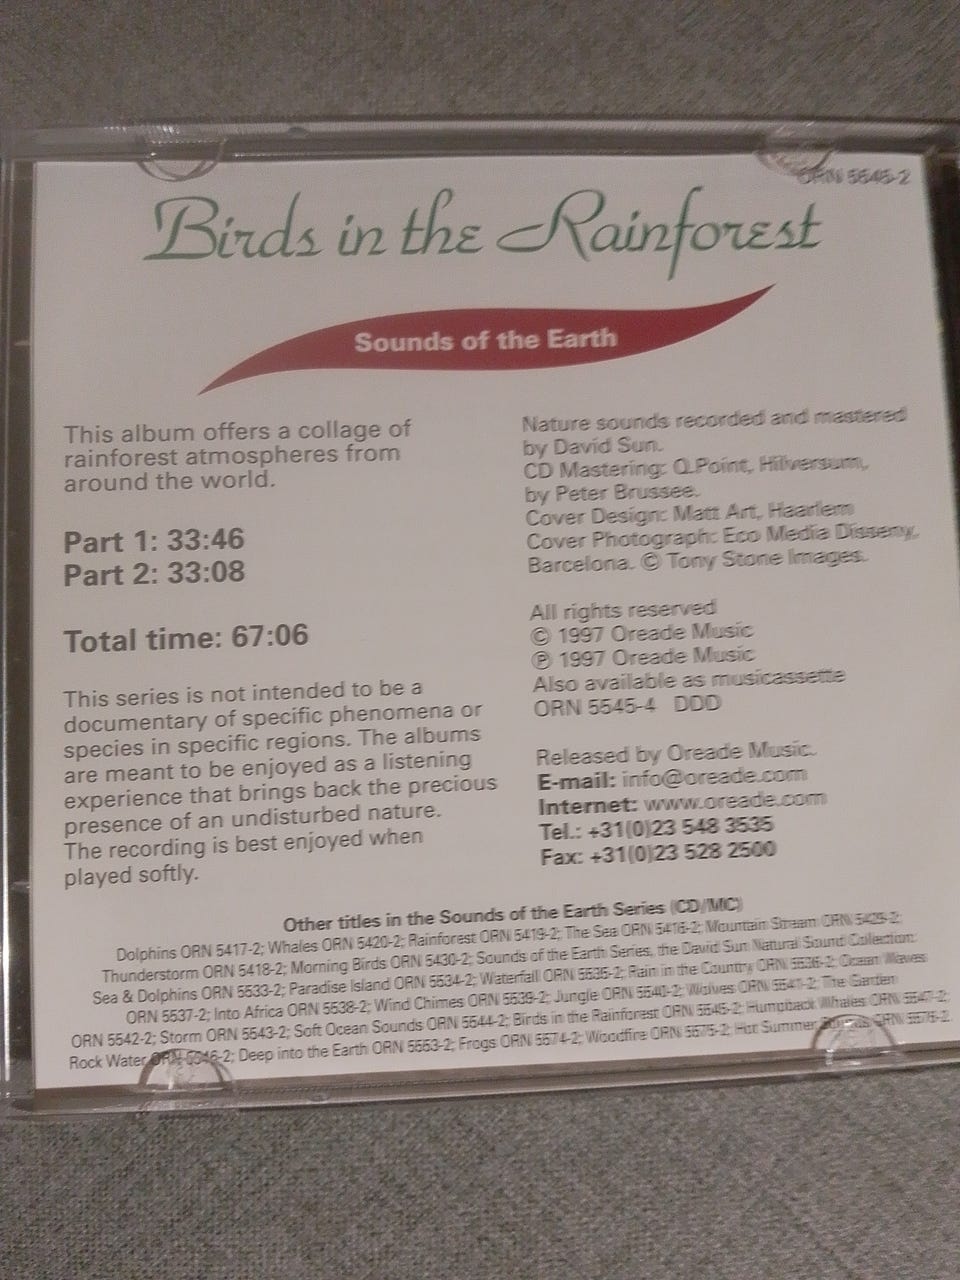 ORN 5545-2
Birds in the Rainforest
Sounds of the Earth
This album offers a collage of
rainforest atmospheres from
around the world.
Part 1: 33:46
Part 2: 33:08
Total time: 67:06
This series is not intended to be a
documentary of specific phenomena or
species in specific regions. The albums
are meant to be enjoyed as a listening
experience that brings back the precious
presence of an undisturbed nature.
The recording is best enjoyed when
played softly.
Nature sounds recorded and mastered
by David Sun.
CD Mastering: Q.Point, Hilversum,
by Peter Brussee.
Cover Design: Matt Art, Haarlem
Cover Photograph: Eco Media Disseny,
Barcelona. © Tony Stone Images.
All rights reserved
© 1997 Oreade Music
℗ 1997 Oreade Music
Also available as musicassette
ORN 5545-4 DDD
Released by Oreade Music.
E-mail: info@oreade.com
Internet: www.oreade.com
Tel.: +31(0)23 548 3535
Fax: +31(0)23 528 2500
Other titles in the Sounds of the Earth Series (CD/MC)
Dolphins ORN 5417-2; Whales ORN 5420-2; Rainforest ORN 5419-2; The Sea ORN 5416-2; Mountain Stream ORN 5429-2;
Thunderstorm ORN 5418-2; Morning Birds ORN 5430-2; Sounds of the Earth Series, the David Sun Natural Sound Collection:
Sea & Dolphins ORN 5533-2; Paradise Island ORN 5534-2; Waterfall ORN 5535-2; Rain in the Country ORN 5536-2; Ocean Waves
ORN 5537-2; Into Africa ORN 5538-2; Wind Chimes ORN 5539-2; Jungle ORN 5540-2; Wolves ORN 5541-2; The Garden
ORN 5542-2; Storm ORN 5543-2; Soft Ocean Sounds ORN 5544-2; Birds in the Rainforest ORN 5545-2; Humpback Whales ORN 5547-2;
Rock Water ORN 5546-2; Deep into the Earth ORN 5553-2; Frogs ORN 5574-2; Woodfire ORN 5575-2; Hot Summer ORN 5576-2.